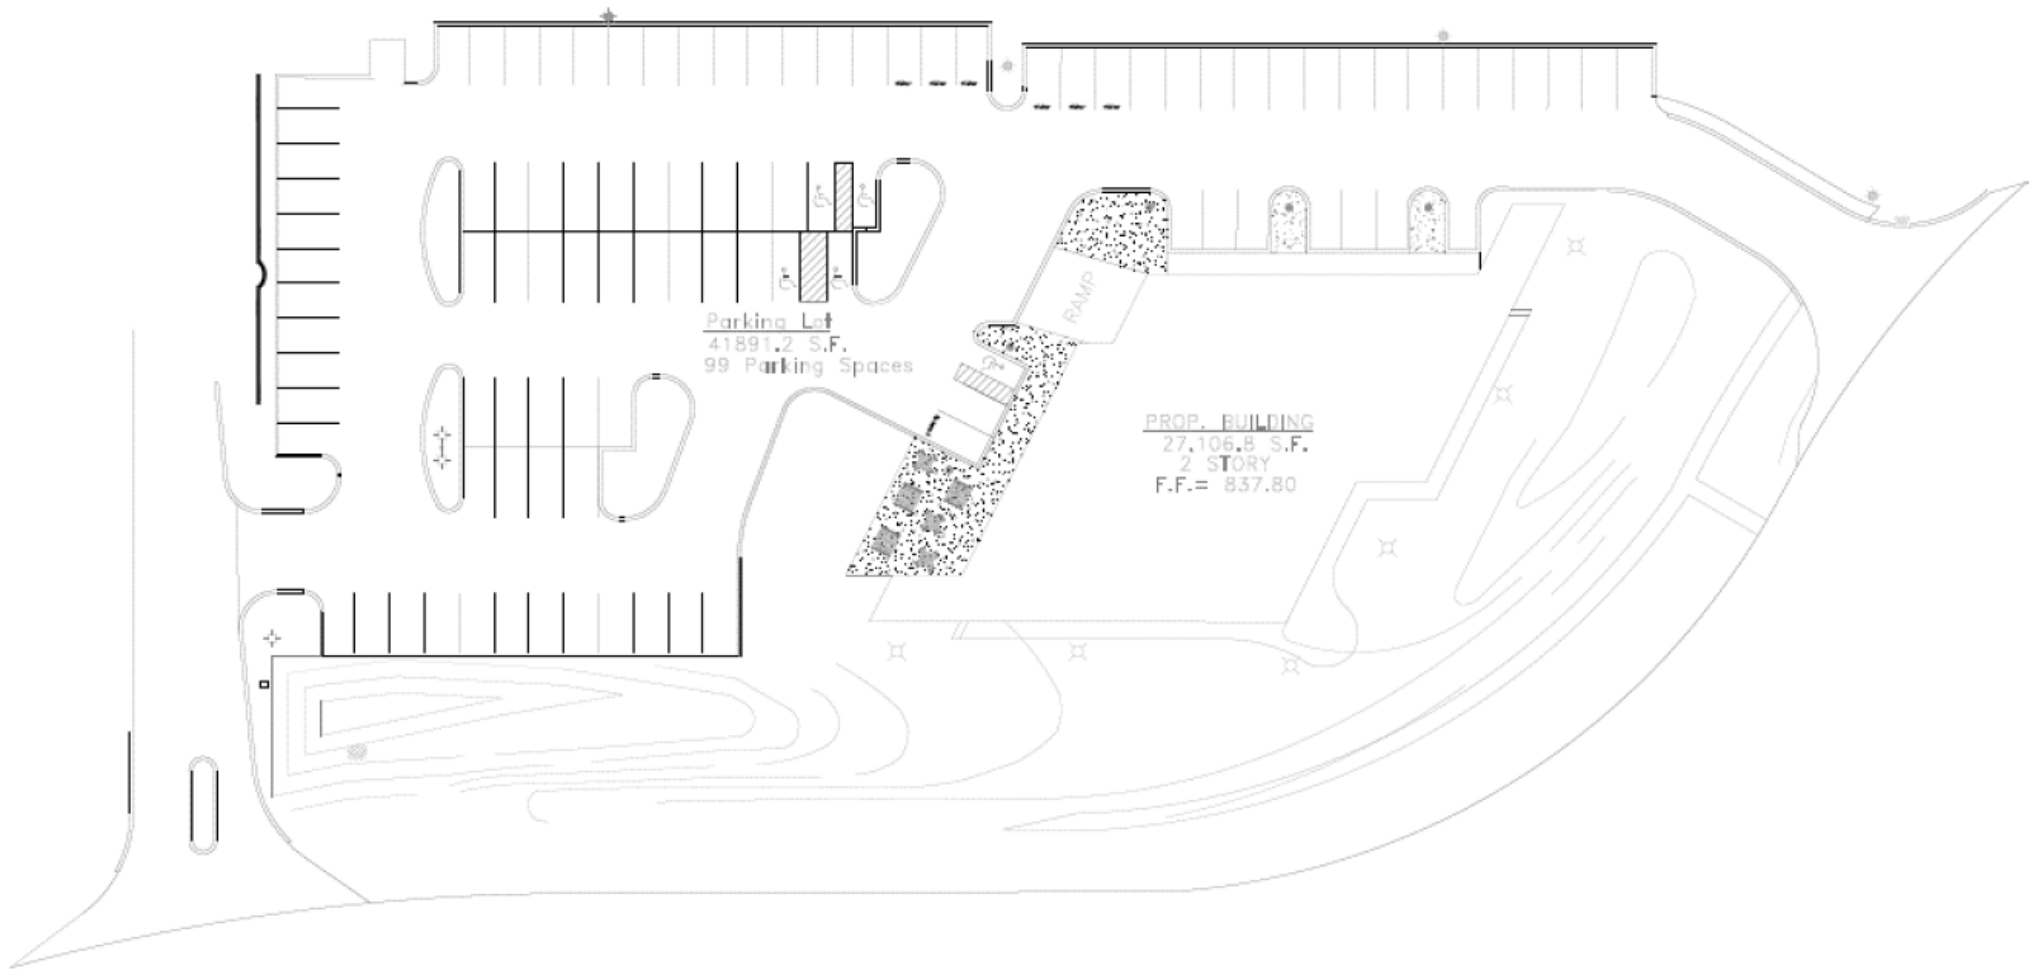 Parking Lot
41891.2 S.F.
99 Parking Spaces
RAMP
PROP. BUILDING
27,106.8 S.F.
2 STORY
F.F.= 837.80